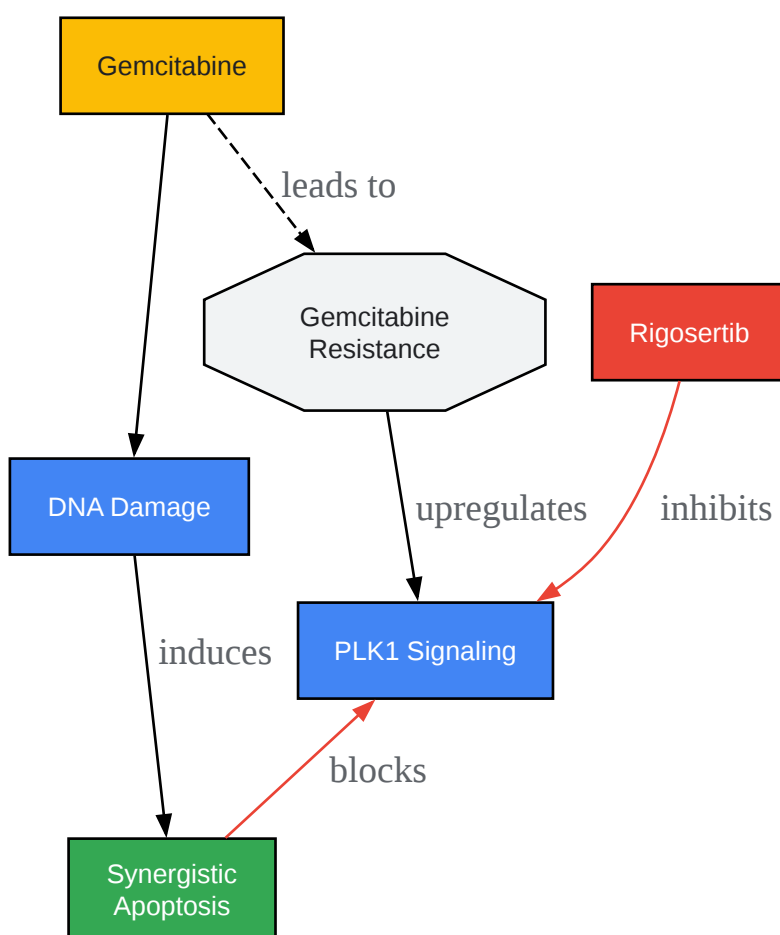 Gemcitabine
leads to
Gemcitabine
Resistance
Rigosertib
DNA Damage
upregulates
inhibits
induces
PLK1 Signaling
blocks
Synergistic
Apoptosis